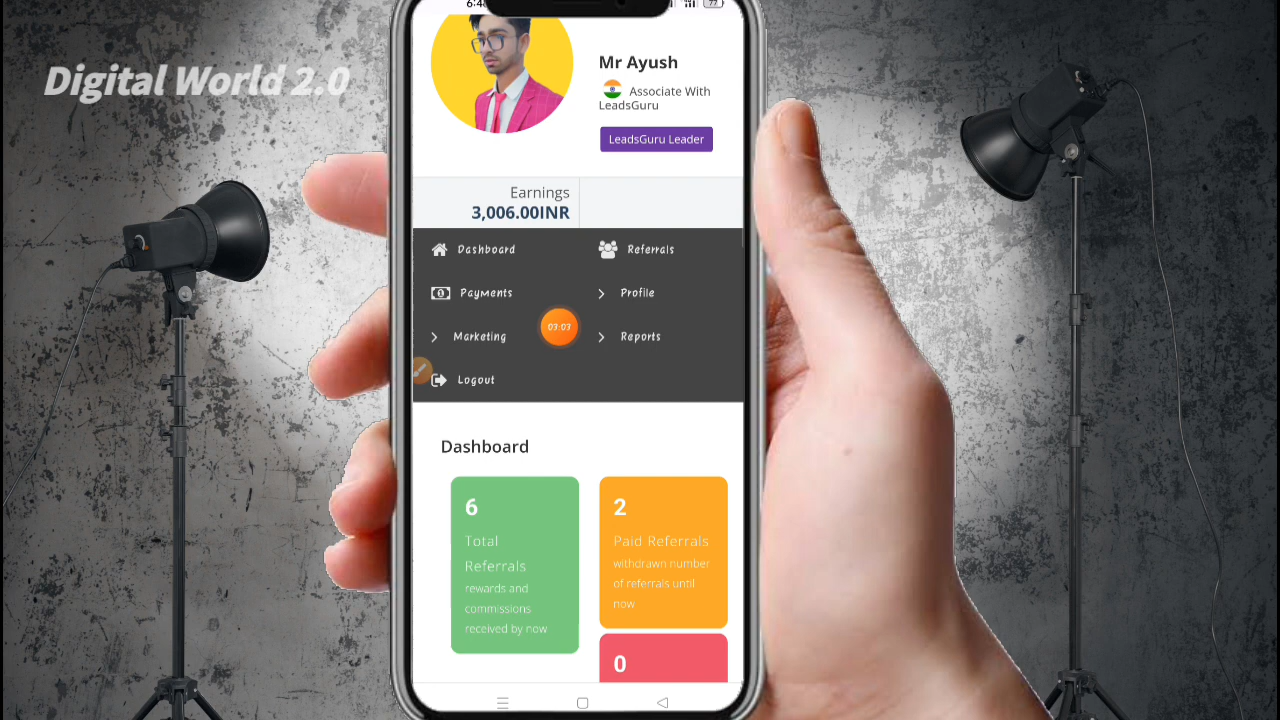 Digital World 2.0
77
Mr Ayush
Associate With
LeadsGuru
LeadsGuru Leader
Earnings
3,006.00INR
Dashboard
Referrals
Payments
Profile
03:03
Marketing
Reports
Logout
Dashboard
6
Total
Referrals
rewards and
commissions
received by now
2
Paid Referrals
withdrawn number
of referrals until
now
0